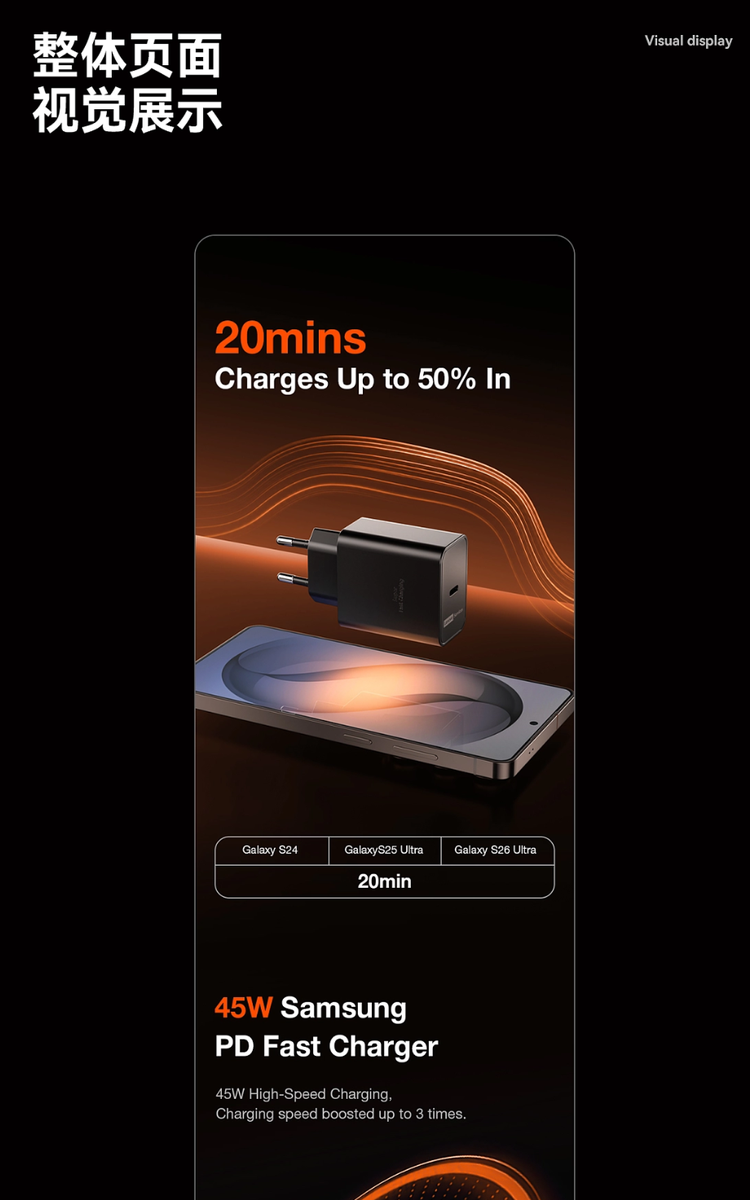 整体页面
视觉展示
Visual display
20mins
Charges Up to 50% In
Galaxy S24
GalaxyS25 Ultra
Galaxy S26 Ultra
20min
45W Samsung
PD Fast Charger
45W High-Speed Charging,
Charging speed boosted up to 3 times.